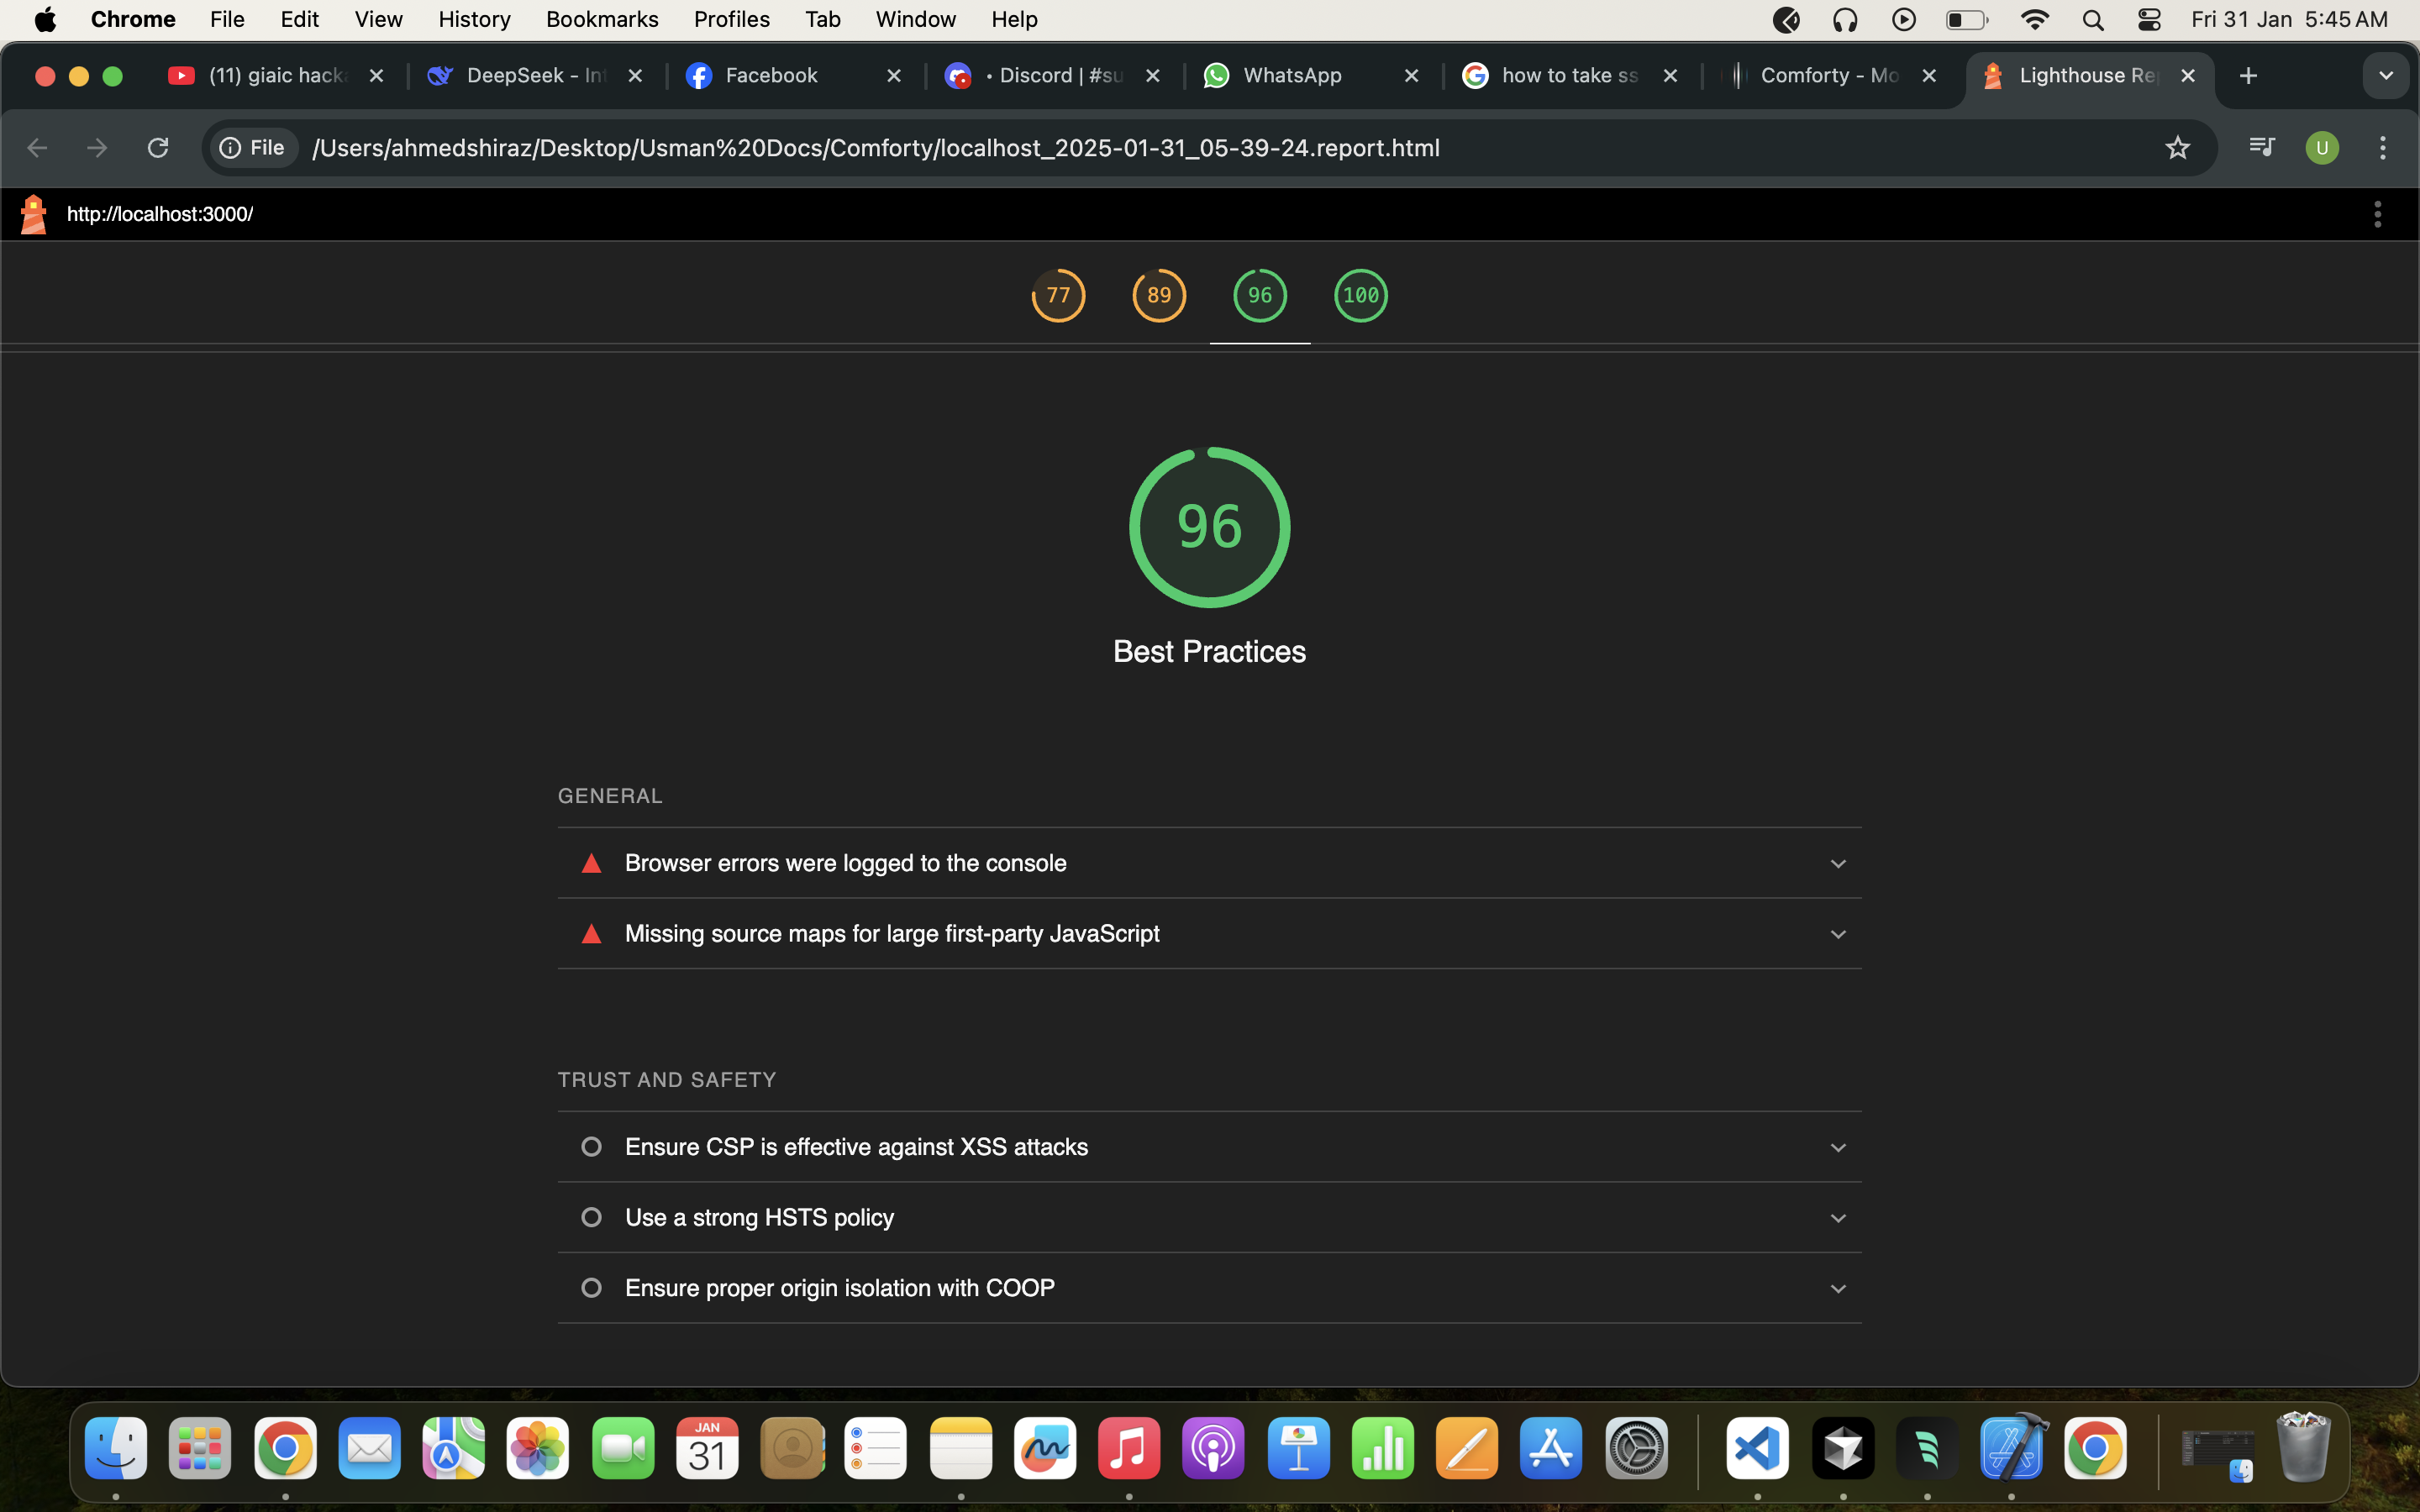 Chrome File Edit View History Bookmarks Profiles Tab Window Help Fri 31 Jan 5:45 AM
(11) giaic hack DeepSeek - Int Facebook • Discord | #su WhatsApp how to take ss Comforty - Mo Lighthouse Re
File /Users/ahmedshiraz/Desktop/Usman%20Docs/Comforty/localhost_2025-01-31_05-39-24.report.html U
http://localhost:3000/
77 89 96 100
96
Best Practices
GENERAL
Browser errors were logged to the console
Missing source maps for large first-party JavaScript
TRUST AND SAFETY
Ensure CSP is effective against XSS attacks
Use a strong HSTS policy
Ensure proper origin isolation with COOP
JAN
31